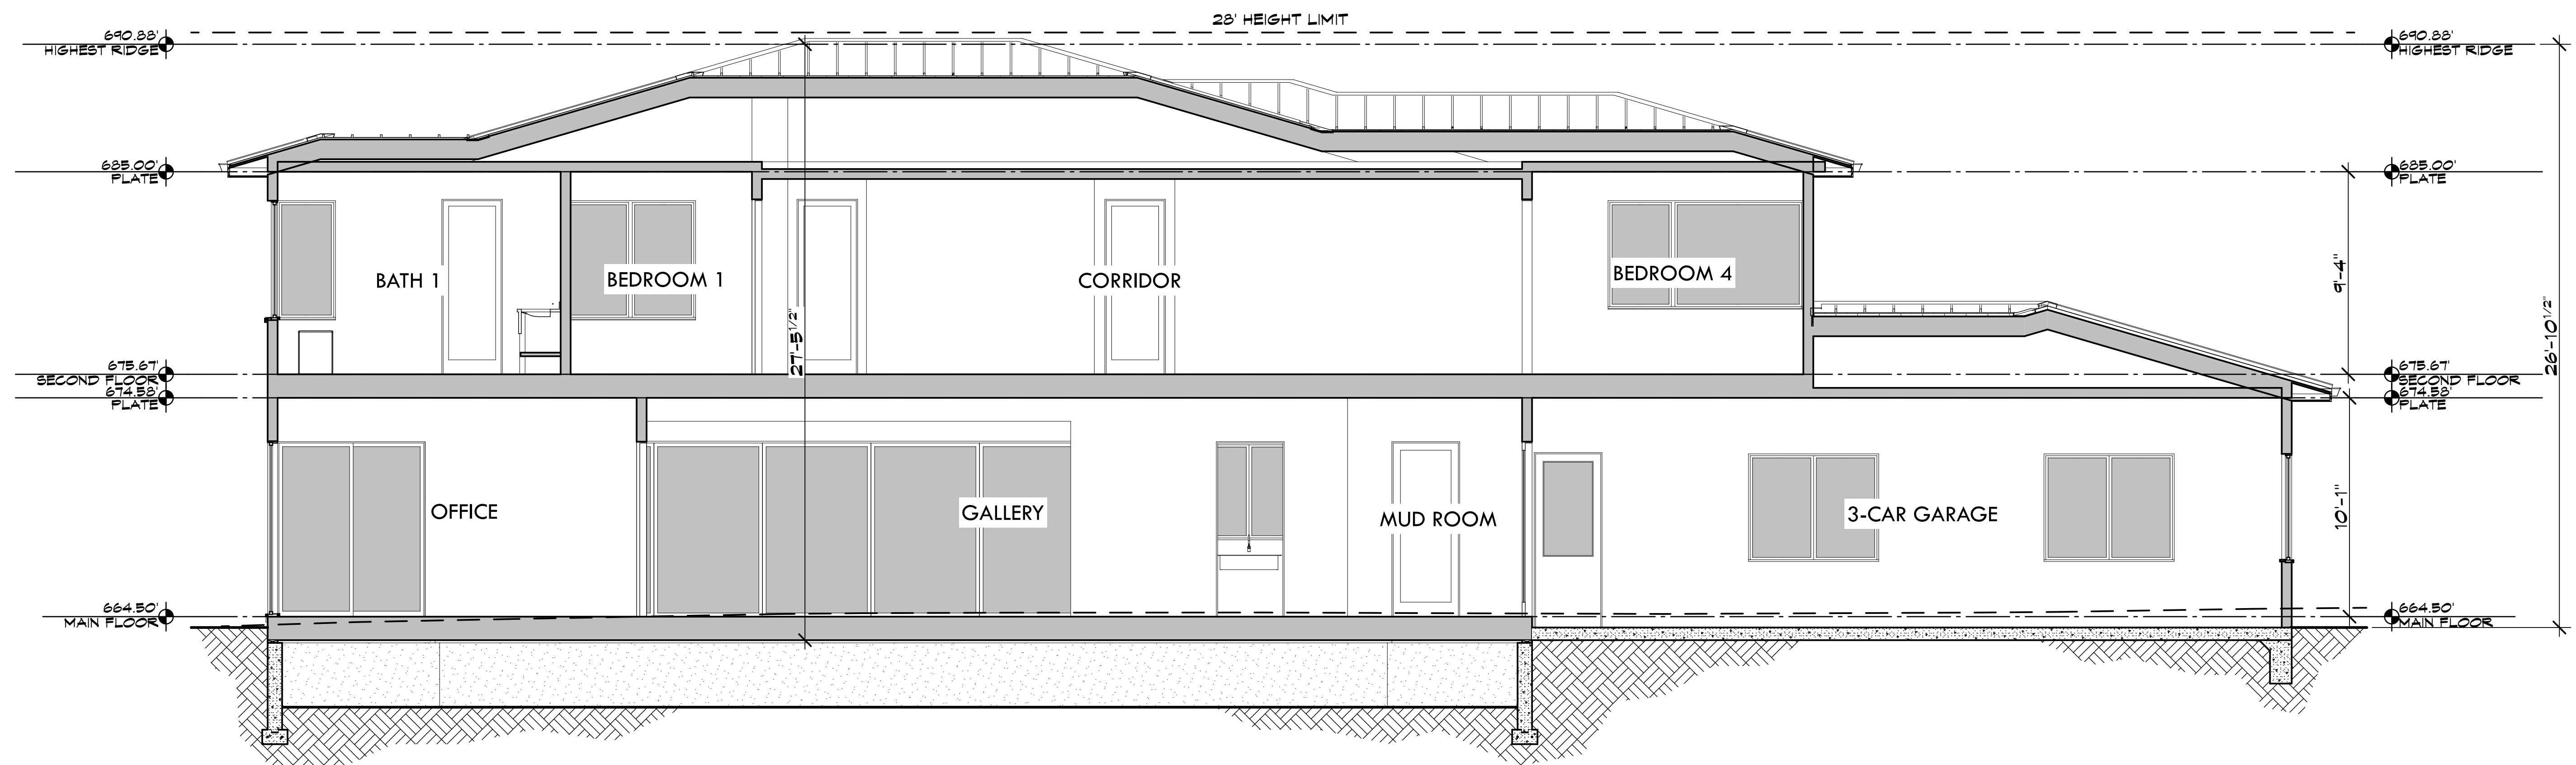 28' HEIGHT LIMIT
690.88'
HIGHEST RIDGE
690.88'
HIGHEST RIDGE
685.00'
PLATE
685.00'
PLATE
BATH 1
BEDROOM 1
CORRIDOR
BEDROOM 4
9'-4"
27'-5 1/2"
26'-10 1/2"
675.67'
SECOND FLOOR
674.58'
PLATE
675.67'
SECOND FLOOR
674.58'
PLATE
OFFICE
GALLERY
MUD ROOM
3-CAR GARAGE
10'-1"
664.50'
MAIN FLOOR
664.50'
MAIN FLOOR